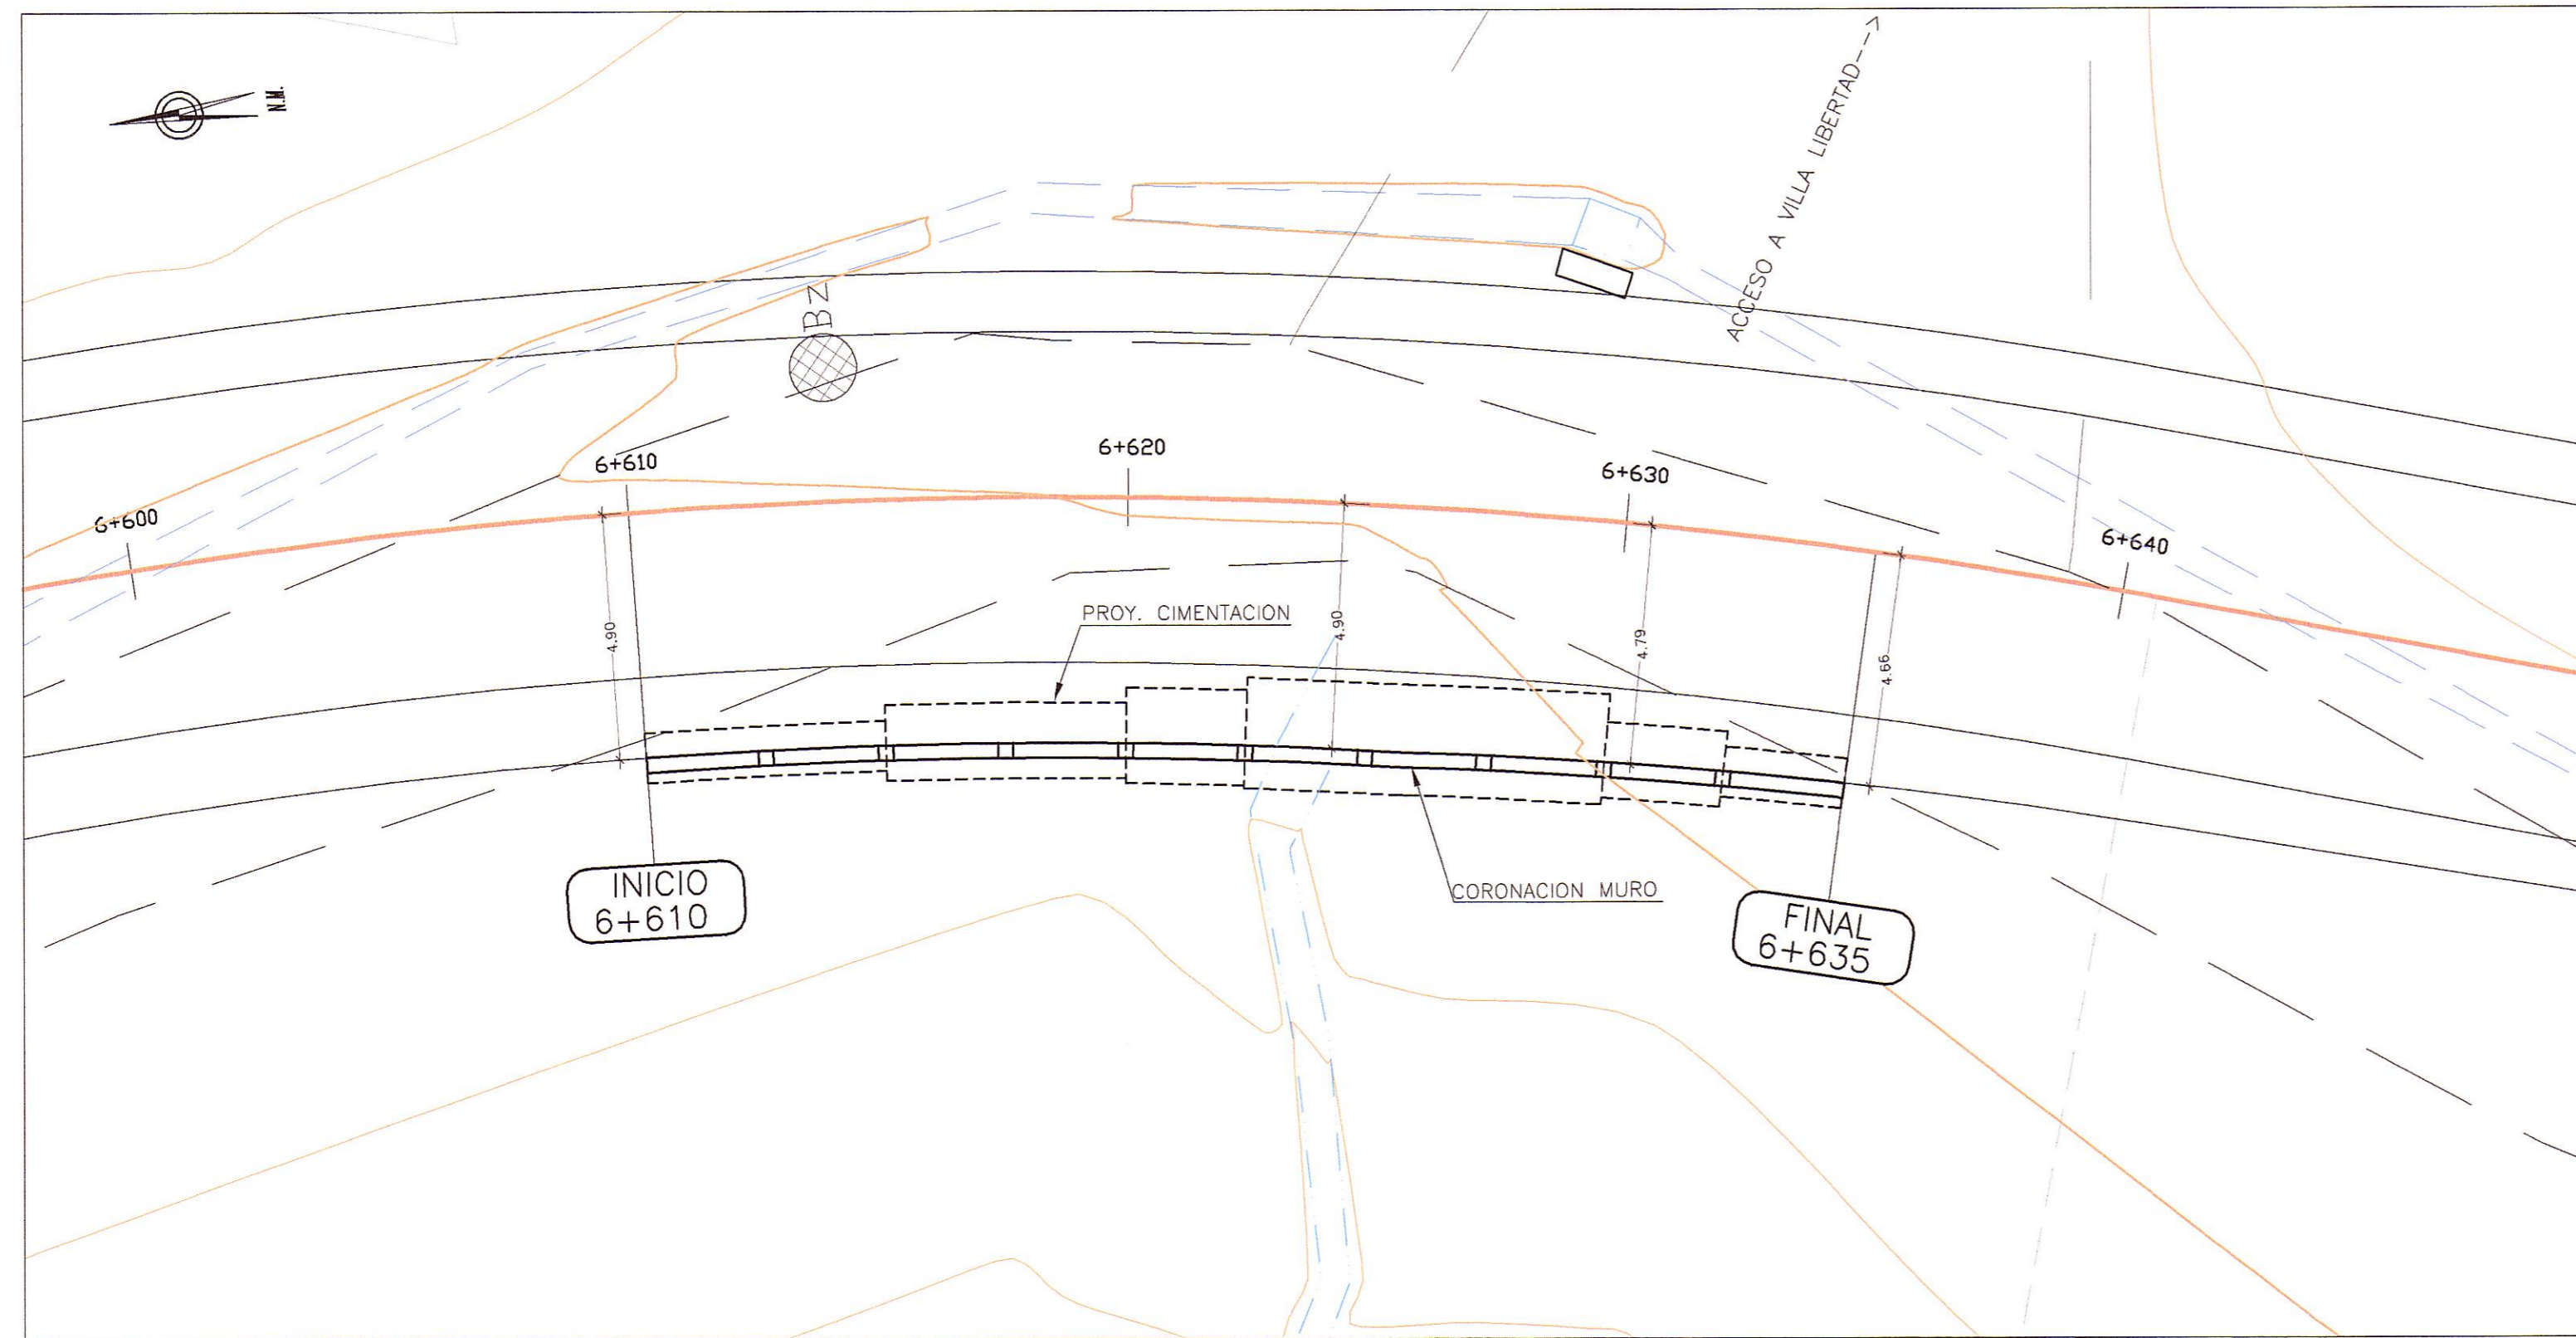 N.M.
ACCESO A VILLA LIBERTAD--->
BZ
6+600
6+610
6+620
6+630
6+640
4.90
4.90
4.79
4.66
PROY. CIMENTACION
CORONACION MURO
INICIO
6+610
FINAL
6+635